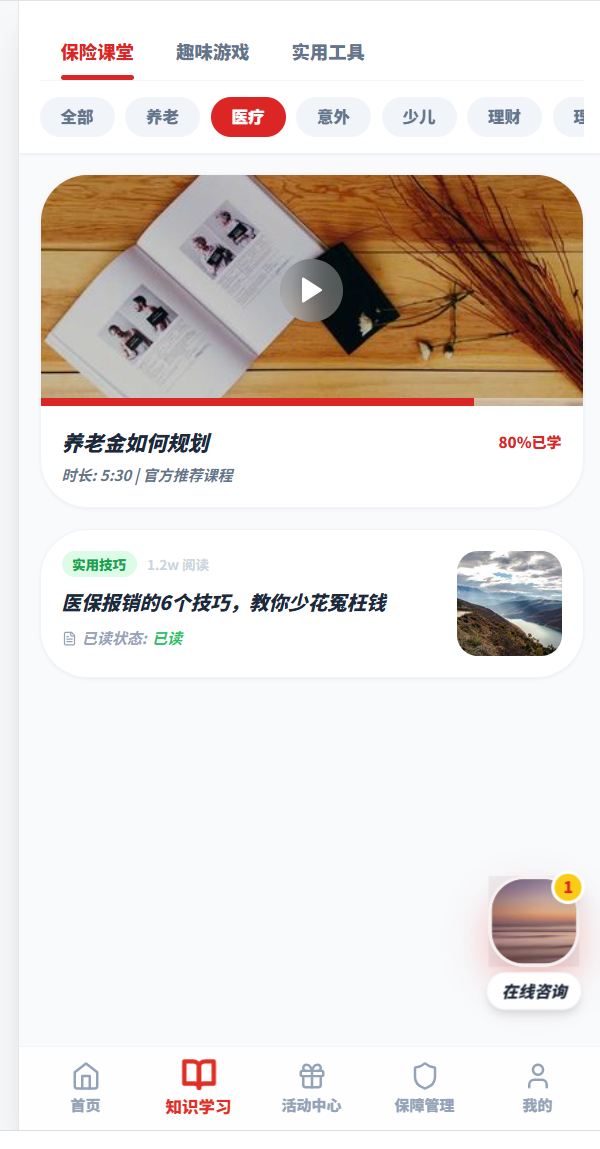 保险课堂 趣味游戏 实用工具
全部 养老 医疗 意外 少儿 理财
养老金如何规划 80%已学
时长: 5:30 | 官方推荐课程
实用技巧 1.2w 阅读
医保报销的6个技巧，教你少花冤枉钱
已读状态: 已读
1
在线咨询
首页 知识学习 活动中心 保障管理 我的